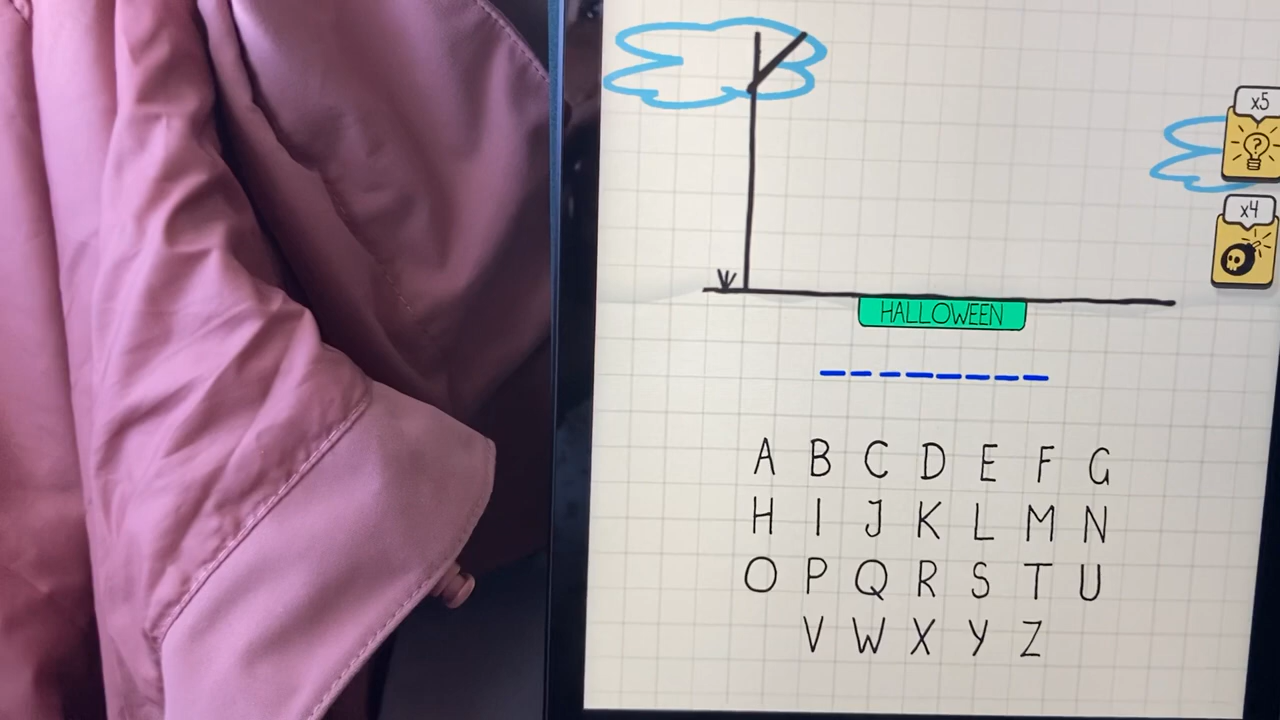 x5
?
x4
HALLOWEEN
A B C D E F G
H I J K L M N
O P Q R S T U
V W X Y Z